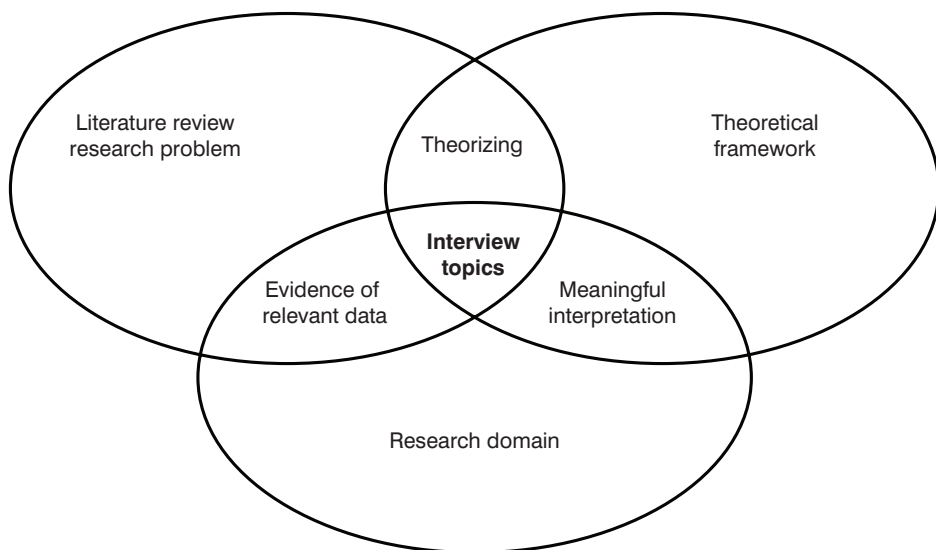 Literature review
research problem
Theorizing
Theoretical
framework
Interview
topics
Evidence of
relevant data
Meaningful
interpretation
Research domain